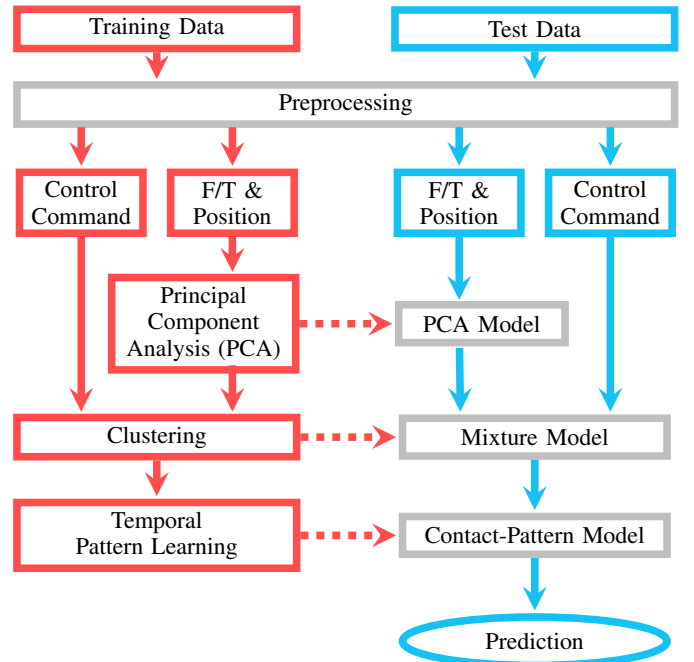 Training Data
Test Data
Preprocessing
Control
Command
F/T &
Position
F/T &
Position
Control
Command
Principal
Component
Analysis (PCA)
PCA Model
Clustering
Mixture Model
Temporal
Pattern Learning
Contact-Pattern Model
Prediction